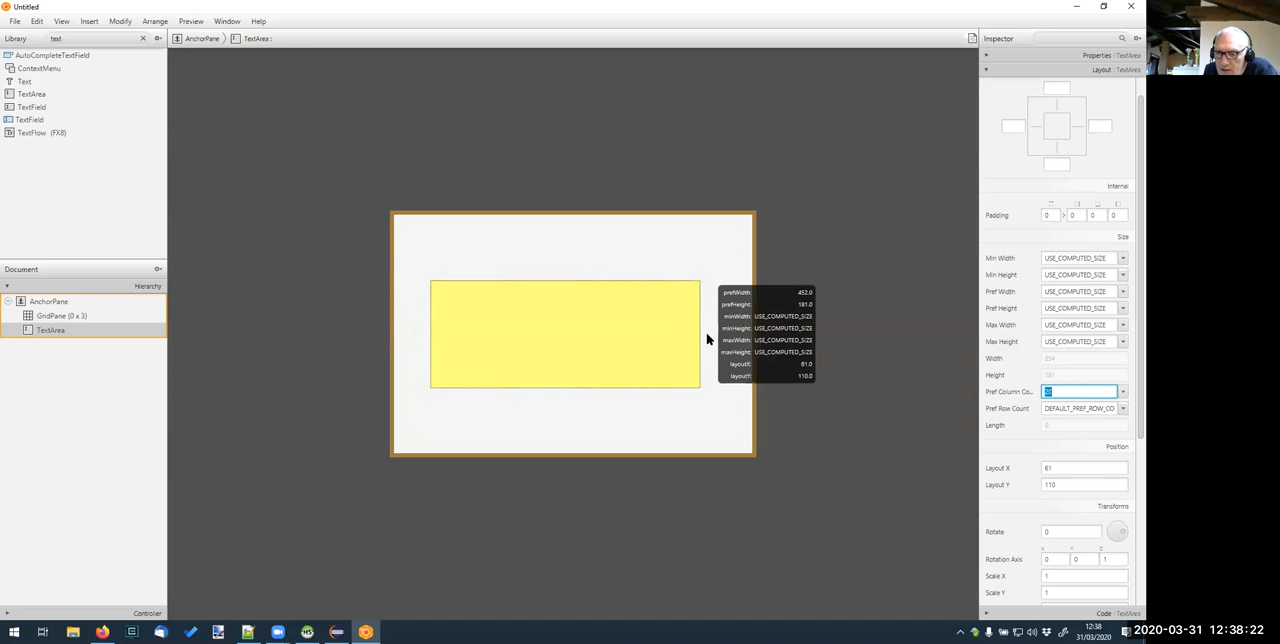 Untitled
File Edit View Insert Modify Arrange Preview Window Help
Library text
AnchorPane TextArea :
Inspector
AutoCompleteTextField
ContextMenu
Text
TextArea
TextField
TextField
TextFlow (FX8)
Document
Hierarchy
AnchorPane
GridPane (0 x 3)
TextArea
Controller
prefWidth: 452.0
prefHeight: 181.0
minWidth: USE_COMPUTED_SIZE
minHeight: USE_COMPUTED_SIZE
maxWidth: USE_COMPUTED_SIZE
maxHeight: USE_COMPUTED_SIZE
layoutX: 61.0
layoutY: 110.0
Properties : TextArea
Layout : TextArea
Internal
Padding 0 0 0 0
Size
Min Width USE_COMPUTED_SIZE
Min Height USE_COMPUTED_SIZE
Pref Width USE_COMPUTED_SIZE
Pref Height USE_COMPUTED_SIZE
Max Width USE_COMPUTED_SIZE
Max Height USE_COMPUTED_SIZE
Width 254
Height 181
Pref Column Co...
Pref Row Count DEFAULT_PREF_ROW_CO
Length 0
Position
Layout X 61
Layout Y 110
Transforms
Rotate 0
X Y Z
Rotation Axis 0 0 1
Scale X 1
Scale Y 1
Code : TextArea
12:38
31/03/2020
2020-03-31 12:38:22